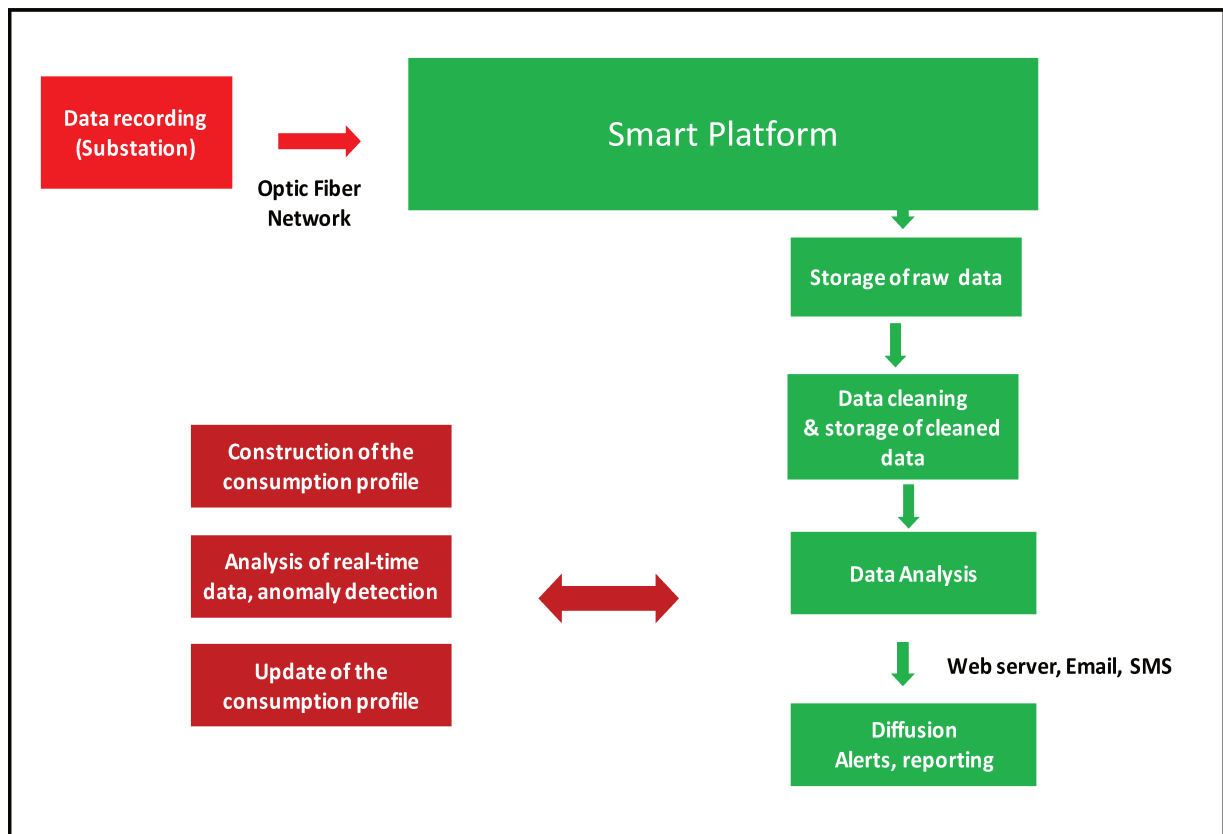 Data recording
(Substation)
Optic Fiber
Network
Smart Platform
Storage of raw data
Data cleaning
& storage of cleaned
data
Construction of the
consumption profile
Analysis of real-time
data, anomaly detection
Update of the
consumption profile
Data Analysis
Web server, Email, SMS
Diffusion
Alerts, reporting